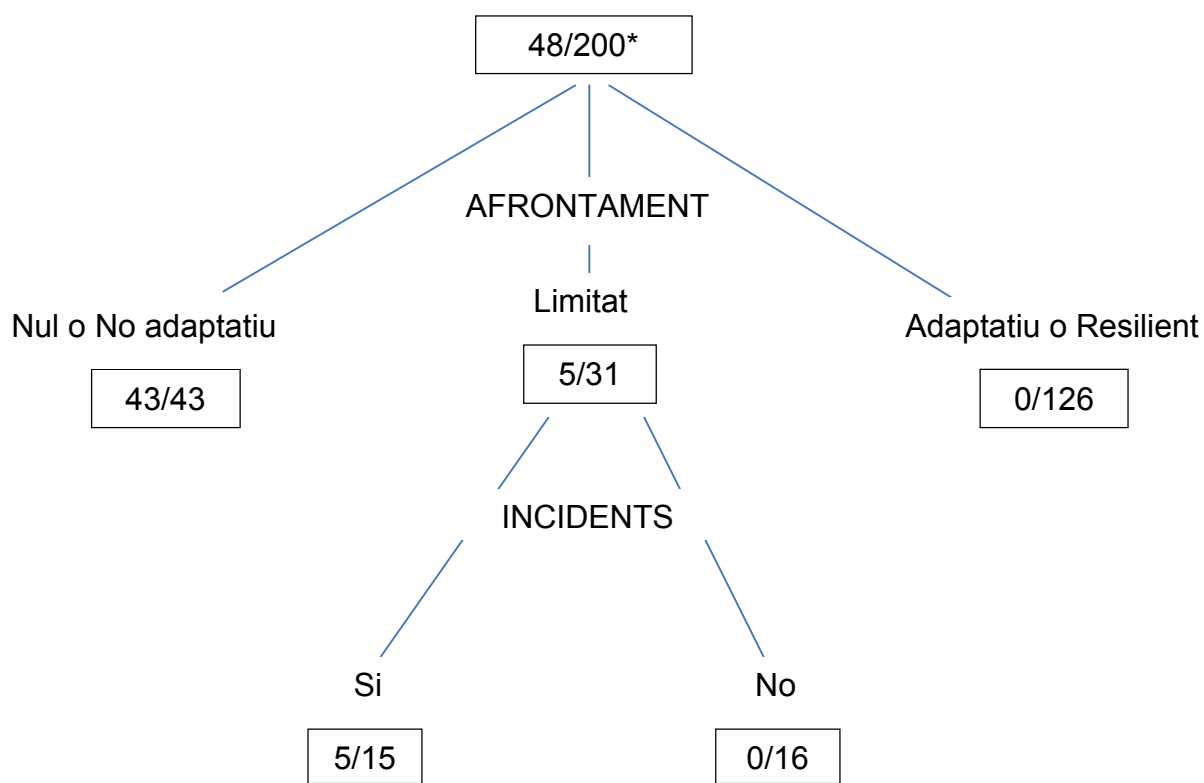 48/200*
AFRONTAMENT
Nul o No adaptatiu
Limitat
Adaptatiu o Resilient
43/43
5/31
0/126
INCIDENTS
Si
No
5/15
0/16